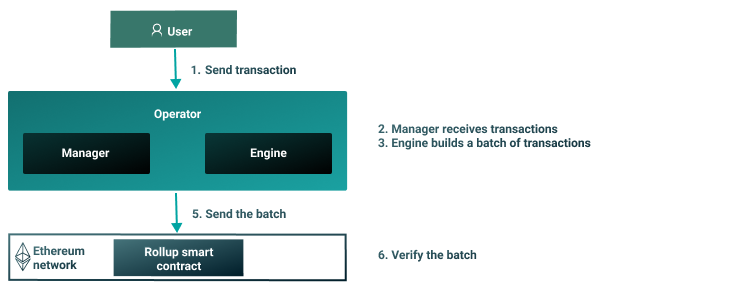 User
1. Send transaction
Operator
Manager
Engine
2. Manager receives transactions
3. Engine builds a batch of transactions
5. Send the batch
Ethereum
network
Rollup smart
contract
6. Verify the batch